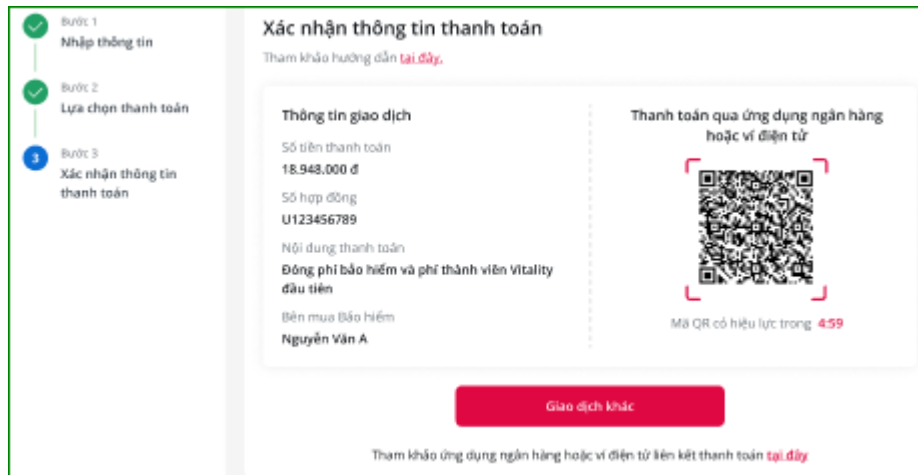 Bước 1
Nhập thông tin
Bước 2
Lựa chọn thanh toán
3
Bước 3
Xác nhận thông tin
thanh toán
Xác nhận thông tin thanh toán
Tham khảo hướng dẫn tại đây.
Thông tin giao dịch
Số tiền thanh toán
18.948.000 đ
Số hợp đồng
U123456789
Nội dung thanh toán
Đóng phí bảo hiểm và phí thành viên Vitality
đầu tiên
Bên mua Bảo hiểm
Nguyễn Văn A
Thanh toán qua ứng dụng ngân hàng
hoặc ví điện tử
Mã QR có hiệu lực trong 4:59
Giao dịch khác
Tham khảo ứng dụng ngân hàng hoặc ví điện tử liên kết thanh toán tại đây